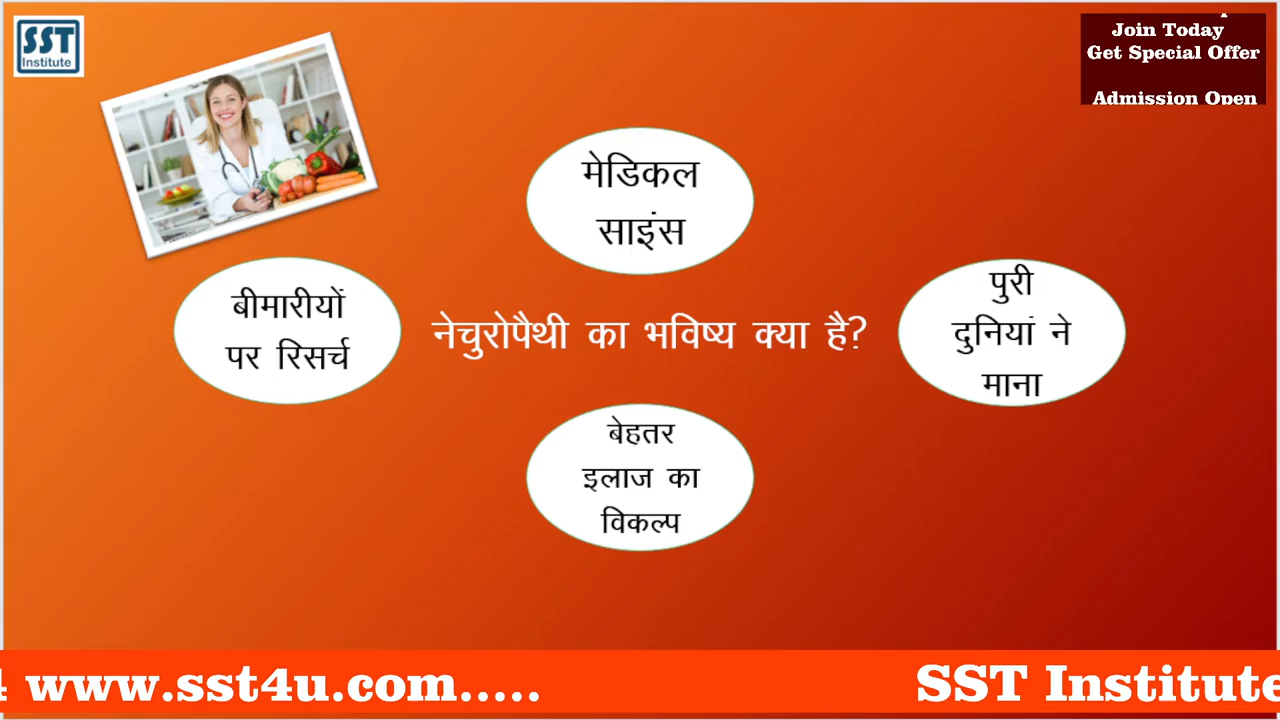 SST
Institute
Join Today
Get Special Offer
Admission Open
मेडिकल
साइंस
बीमारीयों
पर रिसर्च
नेचुरोपैथी का भविष्य क्या है?
पुरी
दुनियां ने
माना
बेहतर
इलाज का
विकल्प
www.sst4u.com.....
SST Institute